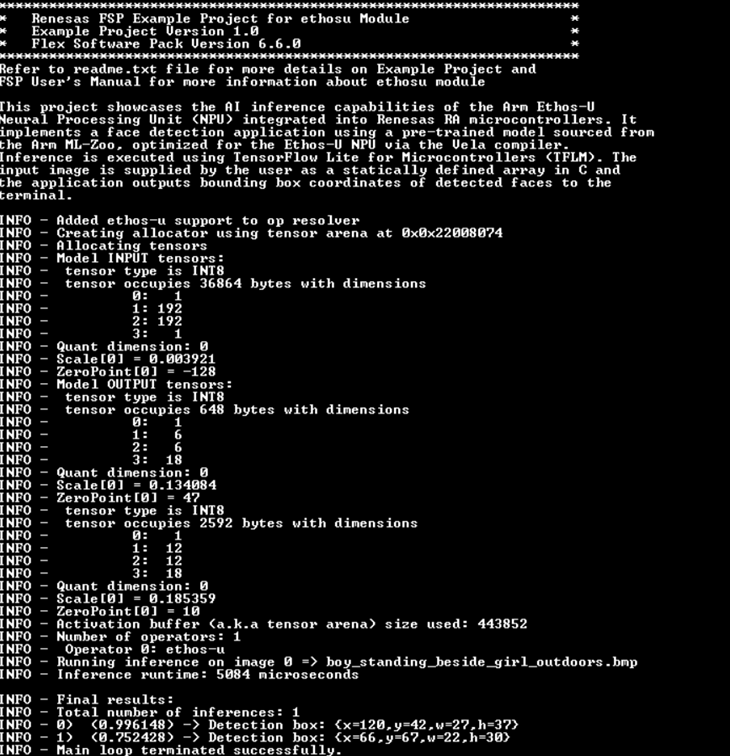 ***********************************************************************
*   Renesas FSP Example Project for ethosu Module                    *
*   Example Project Version 1.0                                      *
*   Flex Software Pack Version 6.6.0                                 *
***********************************************************************
Refer to readme.txt file for more details on Example Project and
FSP User's Manual for more information about ethosu module

This project showcases the AI inference capabilities of the Arm Ethos-U
Neural Processing Unit (NPU) integrated into Renesas RA microcontrollers. It
implements a face detection application using a pre-trained model sourced from
the Arm ML-Zoo, optimized for the Ethos-U NPU via the Vela compiler.
Inference is executed using TensorFlow Lite for Microcontrollers (TFLM). The
input image is supplied by the user as a statically defined array in C and
the application outputs bounding box coordinates of detected faces to the
terminal.

INFO - Added ethos-u support to op resolver
INFO - Creating allocator using tensor arena at 0x0x22008074
INFO - Allocating tensors
INFO - Model INPUT tensors:
INFO -  tensor type is INT8
INFO -  tensor occupies 36864 bytes with dimensions
INFO -          0:   1
INFO -          1: 192
INFO -          2: 192
INFO -          3:   1
INFO - Quant dimension: 0
INFO - Scale[0] = 0.003921
INFO - ZeroPoint[0] = -128
INFO - Model OUTPUT tensors:
INFO -  tensor type is INT8
INFO -  tensor occupies 648 bytes with dimensions
INFO -          0:   1
INFO -          1:   6
INFO -          2:   6
INFO -          3:  18
INFO - Quant dimension: 0
INFO - Scale[0] = 0.134084
INFO - ZeroPoint[0] = 47
INFO -  tensor type is INT8
INFO -  tensor occupies 2592 bytes with dimensions
INFO -          0:   1
INFO -          1:  12
INFO -          2:  12
INFO -          3:  18
INFO - Quant dimension: 0
INFO - Scale[0] = 0.185359
INFO - ZeroPoint[0] = 10
INFO - Activation buffer (a.k.a tensor arena) size used: 443852
INFO - Number of operators: 1
INFO -  Operator 0: ethos-u
INFO - Running inference on image 0 => boy_standing_beside_girl_outdoors.bmp
INFO - Inference runtime: 5084 microseconds

INFO - Final results:
INFO - Total number of inferences: 1
INFO - 0)  (0.996148) -> Detection box: {x=120,y=42,w=27,h=37}
INFO - 1)  (0.752428) -> Detection box: {x=66,y=67,w=22,h=30}
INFO - Main loop terminated successfully.